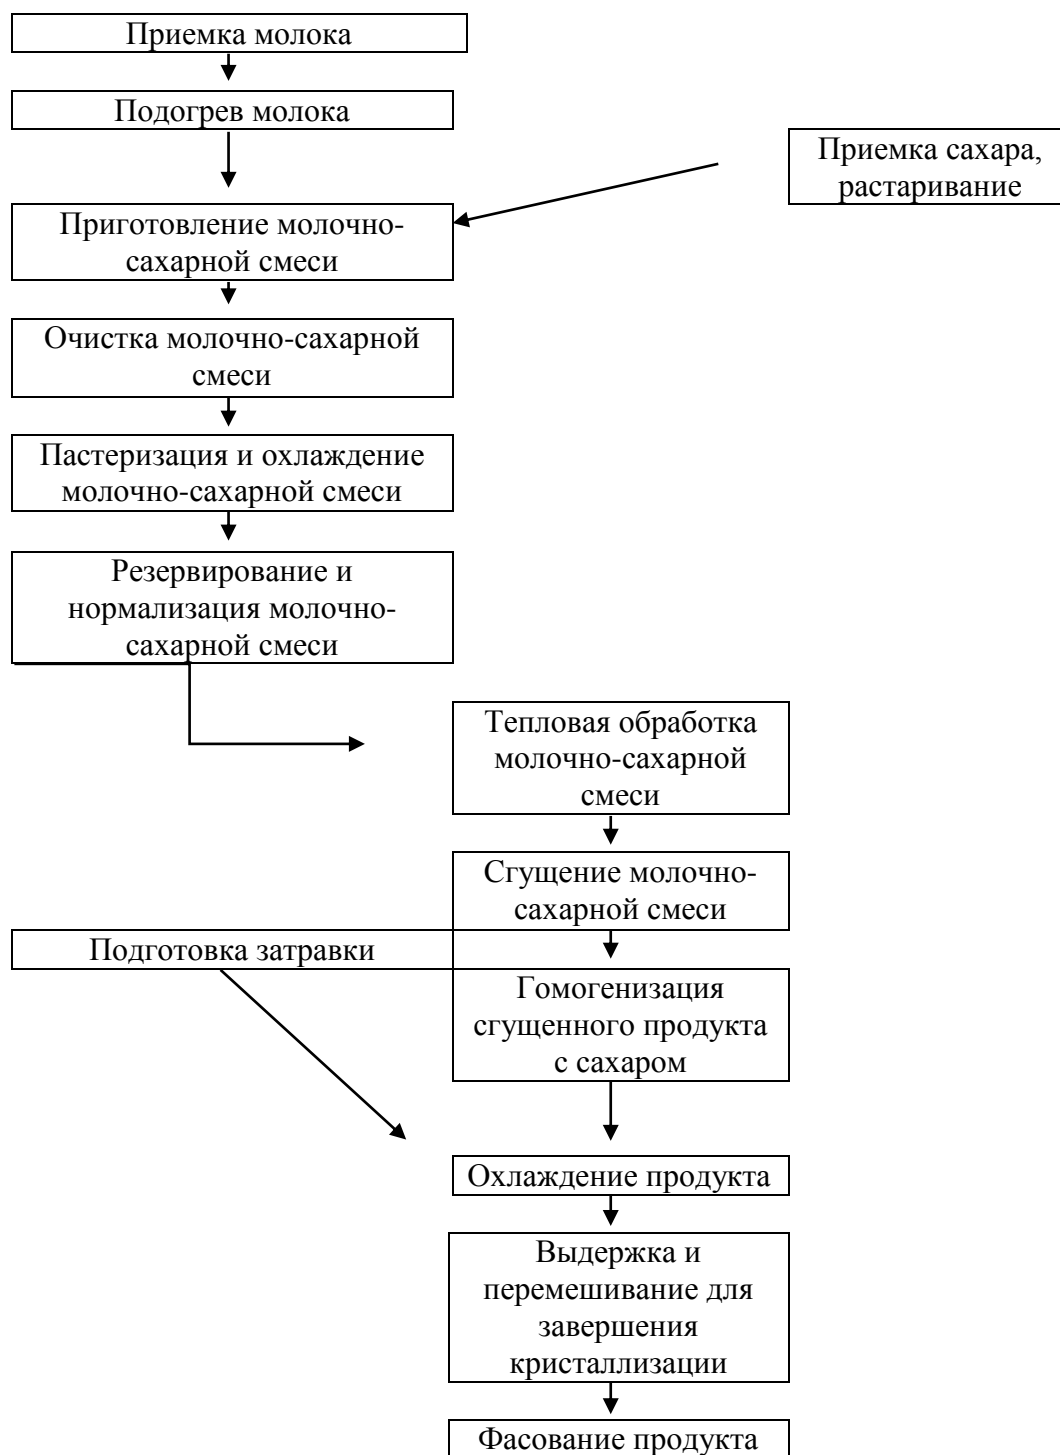 Приемка молока
Подогрев молока
Приемка сахара,
растаривание
Приготовление молочно-
сахарной смеси
Очистка молочно-сахарной
смеси
Пастеризация и охлаждение
молочно-сахарной смеси
Резервирование и
нормализация молочно-
сахарной смеси
Тепловая обработка
молочно-сахарной
смеси
Сгущение молочно-
сахарной смеси
Подготовка затравки
Гомогенизация
сгущенного продукта
с сахаром
Охлаждение продукта
Выдержка и
перемешивание для
завершения
кристаллизации
Фасование продукта